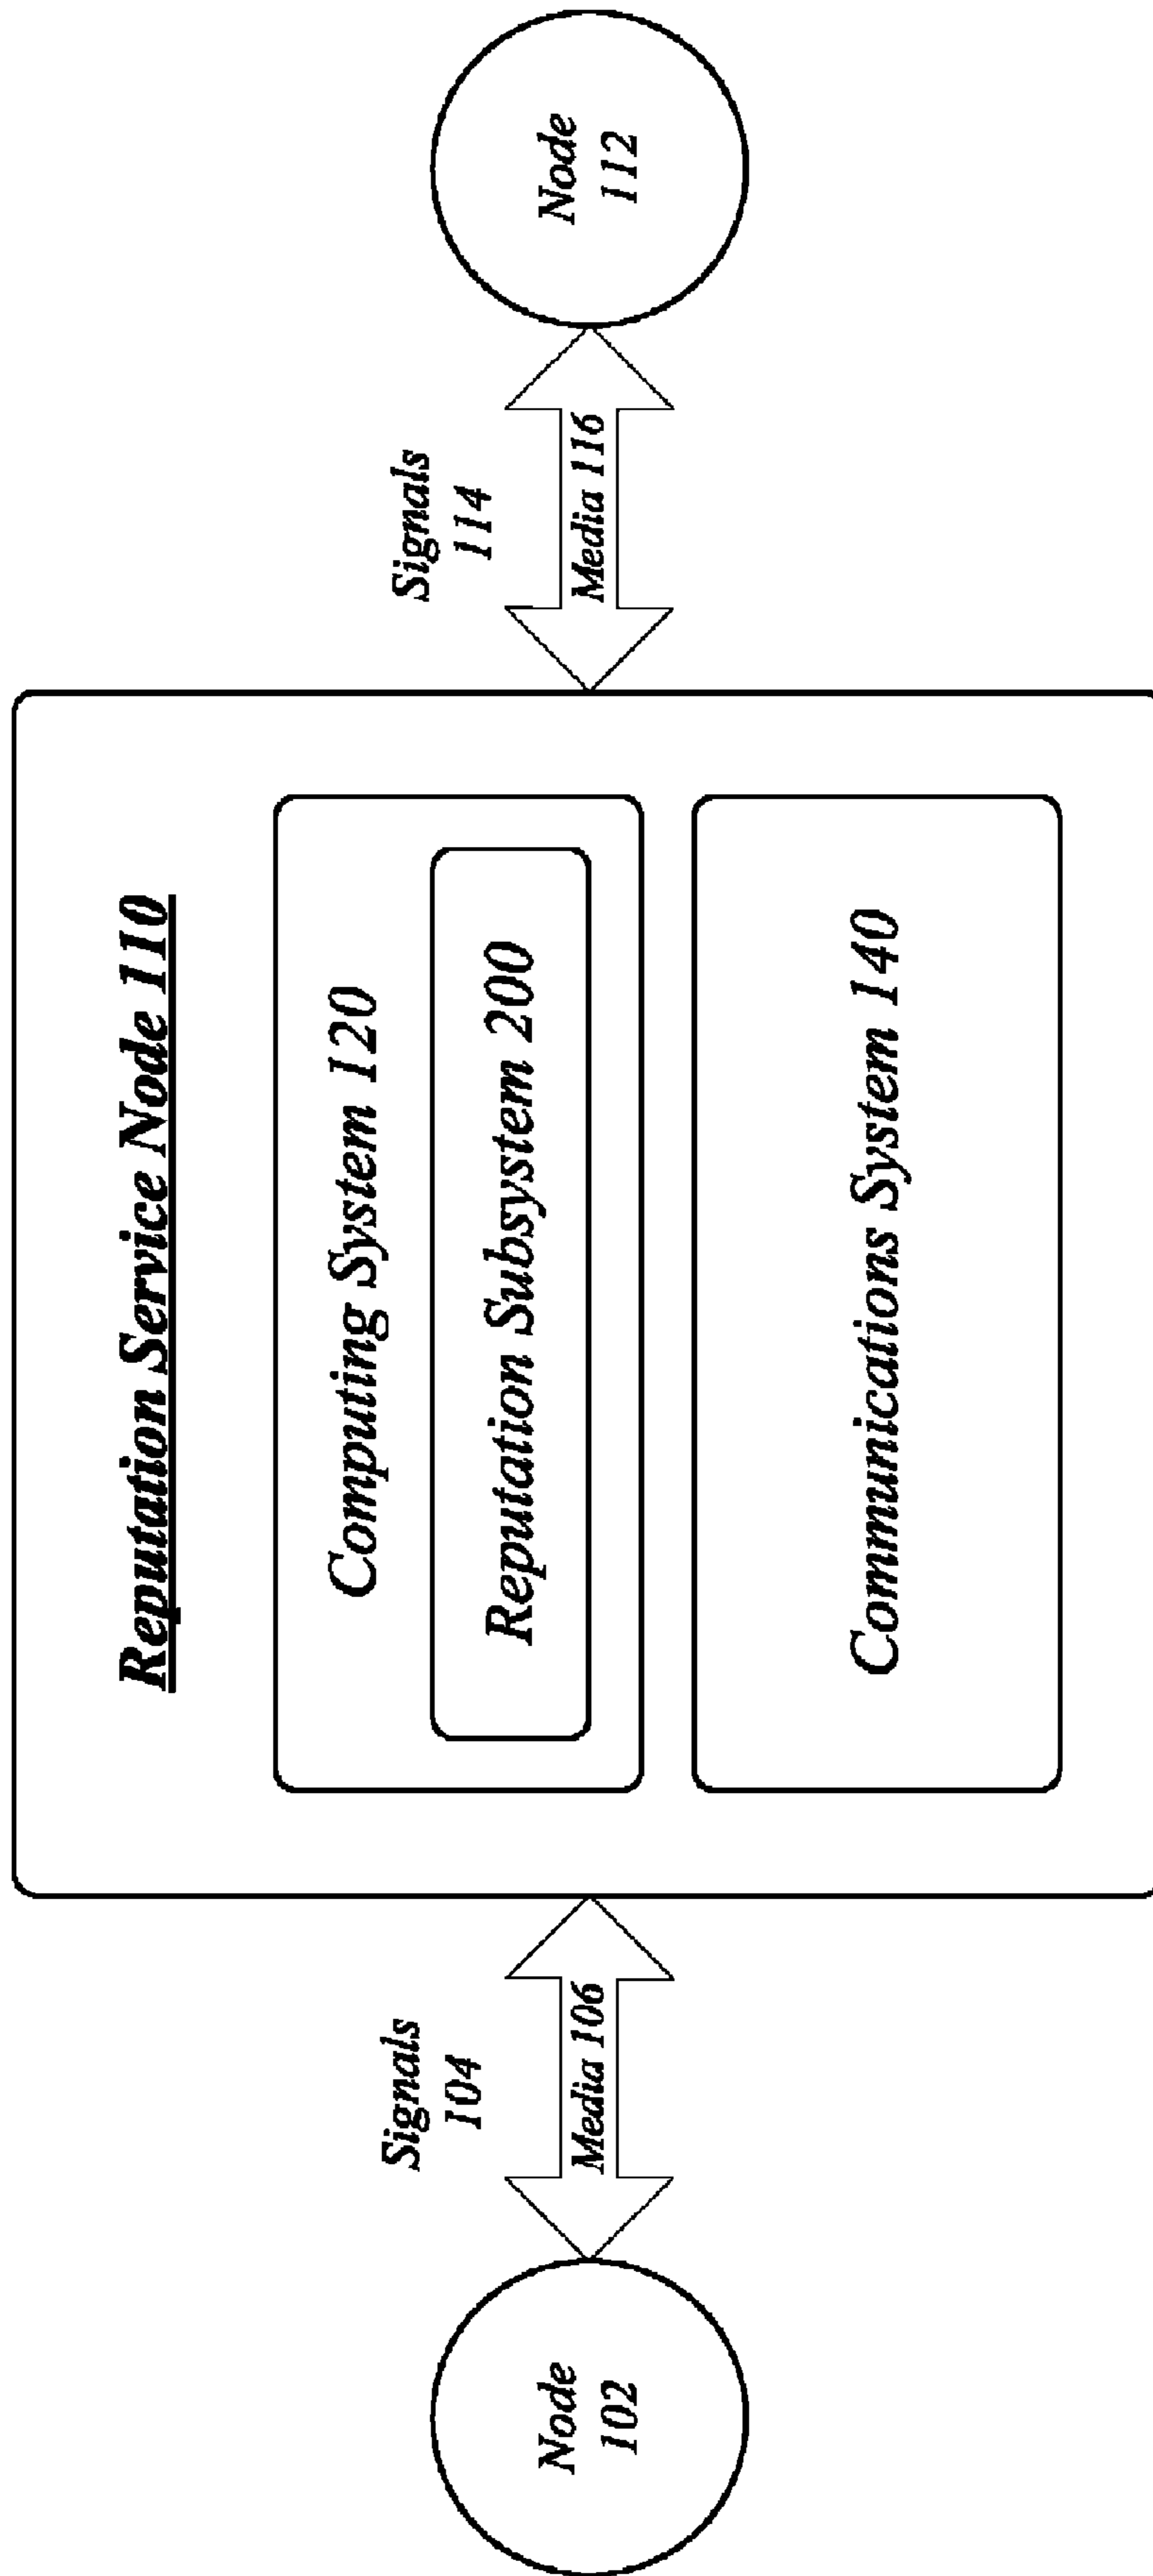 Reputation Service Node 110
Computing System 120
Reputation Subsystem 200
Communications System 140
Node
102
Signals
104
Media 106
Signals
114
Media 116
Node
112